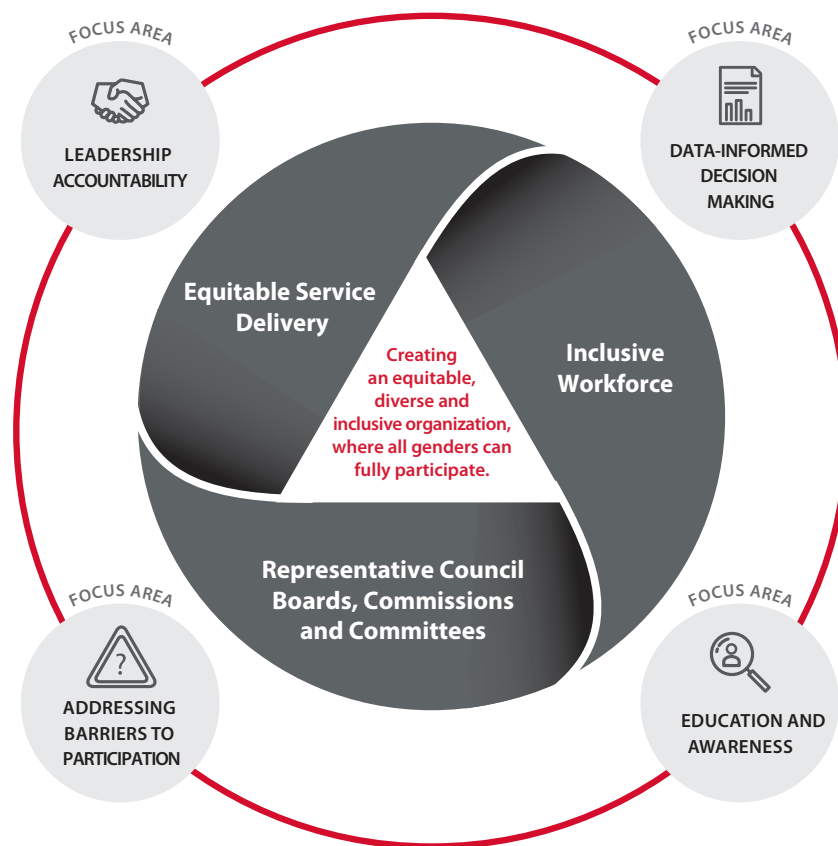 FOCUS AREA
LEADERSHIP
ACCOUNTABILITY
FOCUS AREA
DATA-INFORMED
DECISION
MAKING
Equitable Service
Delivery
Inclusive
Workforce
Creating
an equitable,
diverse and
inclusive organization,
where all genders can
fully participate.
Representative Council
Boards, Commissions
and Committees
FOCUS AREA
?
ADDRESSING
BARRIERS TO
PARTICIPATION
FOCUS AREA
EDUCATION AND
AWARENESS